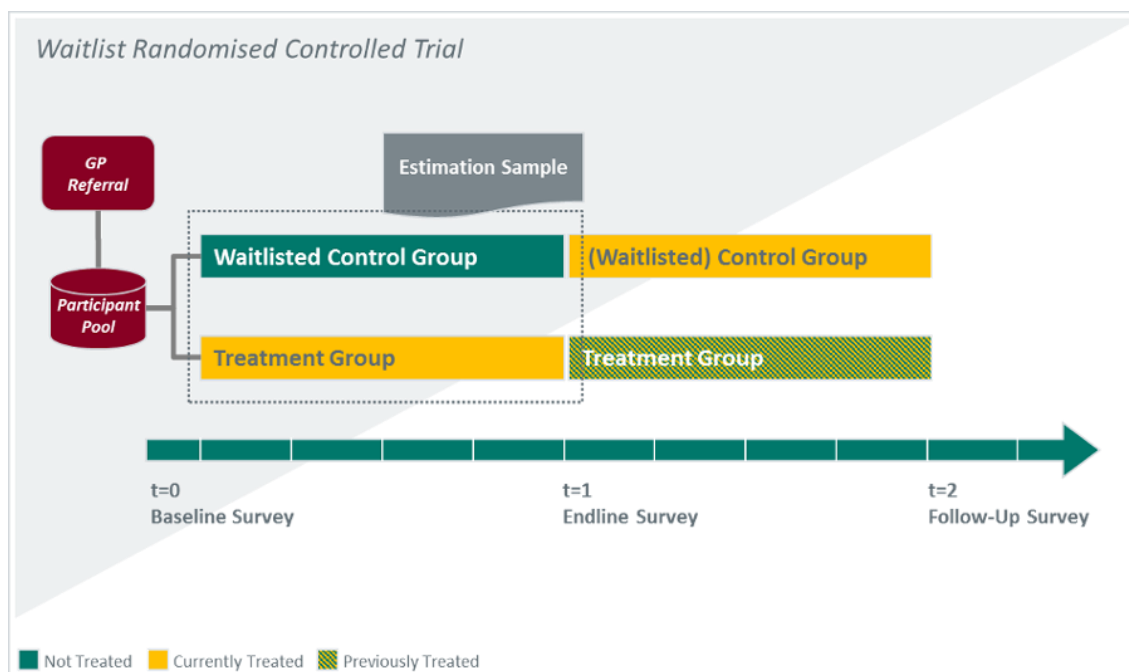 Waitlist Randomised Controlled Trial
GP
Referral
Estimation Sample
Waitlisted Control Group
(Waitlisted) Control Group
Participant
Pool
Treatment Group
Treatment Group
t=0
Baseline Survey
t=1
Endline Survey
t=2
Follow-Up Survey
Not Treated
Currently Treated
Previously Treated